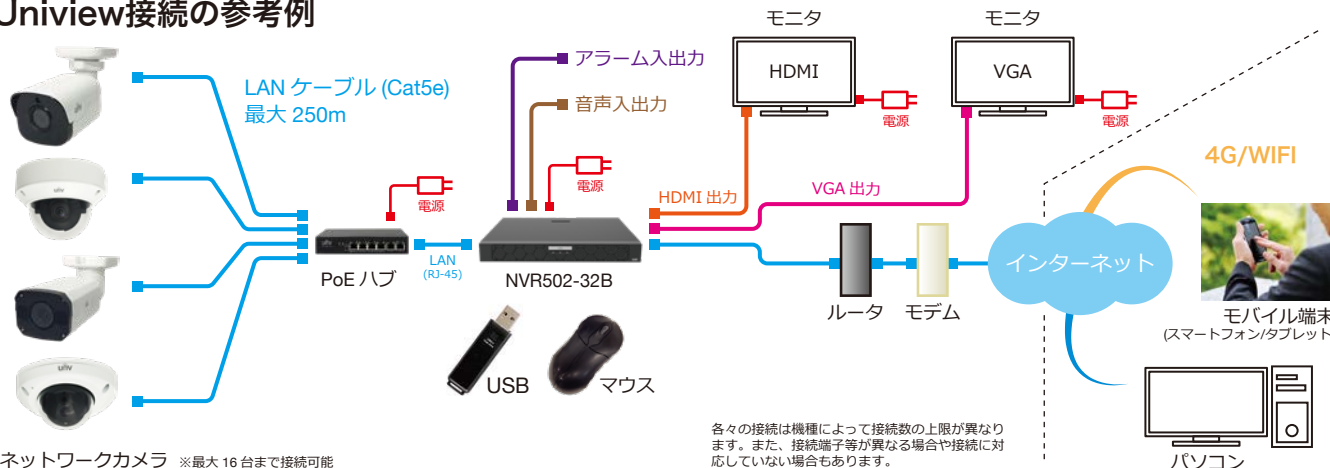 Uniview接続の参考例
モニタ
モニタ
アラーム入出力
HDMI
VGA
LAN ケーブル (Cat5e)
最大 250m
音声入出力
電源
電源
4G/WIFI
電源
電源
HDMI 出力
VGA 出力
LAN
(RJ-45)
インターネット
PoE ハブ
NVR502-32B
ルータ
モデム
モバイル端末
(スマートフォン/タブレット
USB
マウス
各々の接続は機種によって接続数の上限が異なり
ます。また、接続端子等が異なる場合や接続に対
応していない場合もあります。
ネットワークカメラ ※最大 16 台まで接続可能
パソコン
unv
unv